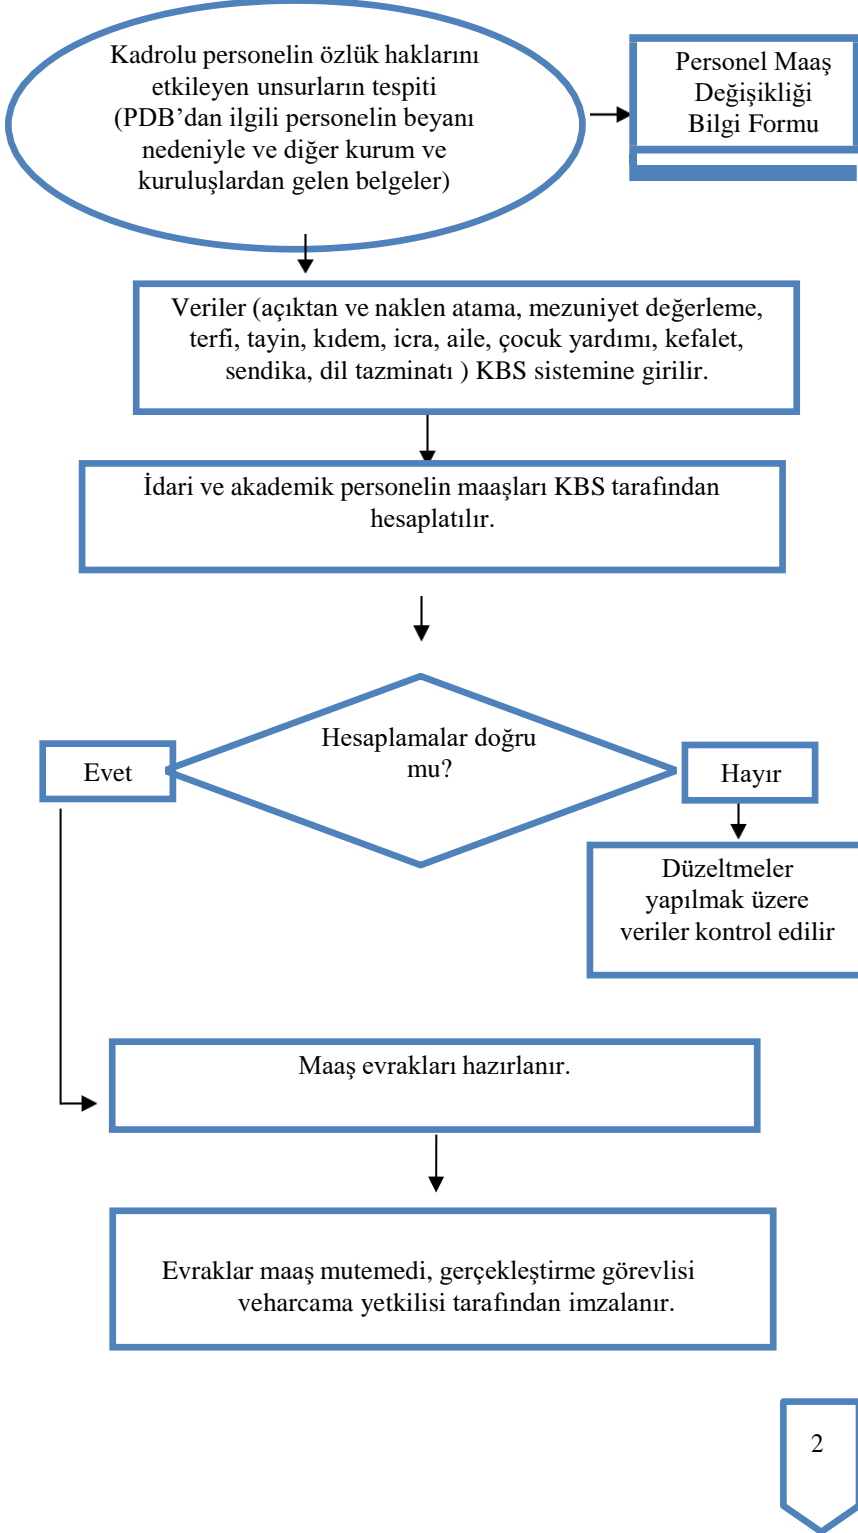 Kadrolu personelin özlük haklarını
etkileyen unsurların tespiti
(PDB’dan ilgili personelin beyanı
nedeniyle ve diğer kurum ve
kuruluşlardan gelen belgeler)
Personel Maaş
Değişikliği
Bilgi Formu
Veriler (açıktan ve naklen atama, mezuniyet değerleme,
terfi, tayin, kıdem, icra, aile, çocuk yardımı, kefalet,
sendika, dil tazminatı ) KBS sistemine girilir.
İdari ve akademik personelin maaşları KBS tarafından
hesaplatılır.
Hesaplamalar doğru
mu?
Evet
Hayır
Düzeltmeler
yapılmak üzere
veriler kontrol edilir
Maaş evrakları hazırlanır.
Evraklar maaş mutemedi, gerçekleştirme görevlisi
veharcama yetkilisi tarafından imzalanır.
2